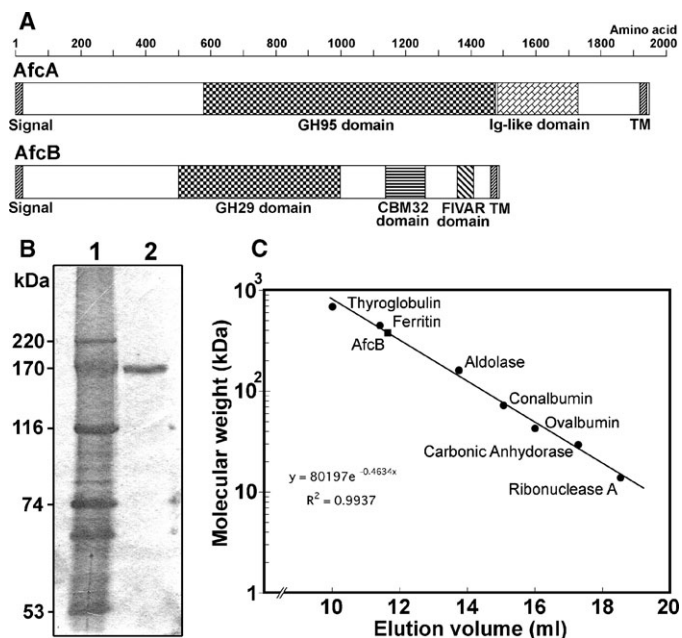 A
Amino acid
1 200 400 600 800 1000 1200 1400 1600 1800 2000
AfcA
Signal GH95 domain Ig-like domain TM
AfcB
Signal GH29 domain CBM32 domain FIVAR domain TM
B
1 2
kDa
220
170
116
74
53
C
Molecular weight (kDa)
10³
10²
10
1
Thyroglobulin
Ferritin
AfcB
Aldolase
Conalbumin
Ovalbumin
Carbonic Anhydorase
Ribonuclease A
y = 80197e -0.4634x
R² = 0.9937
10 12 14 16 18 20
Elution volume (ml)